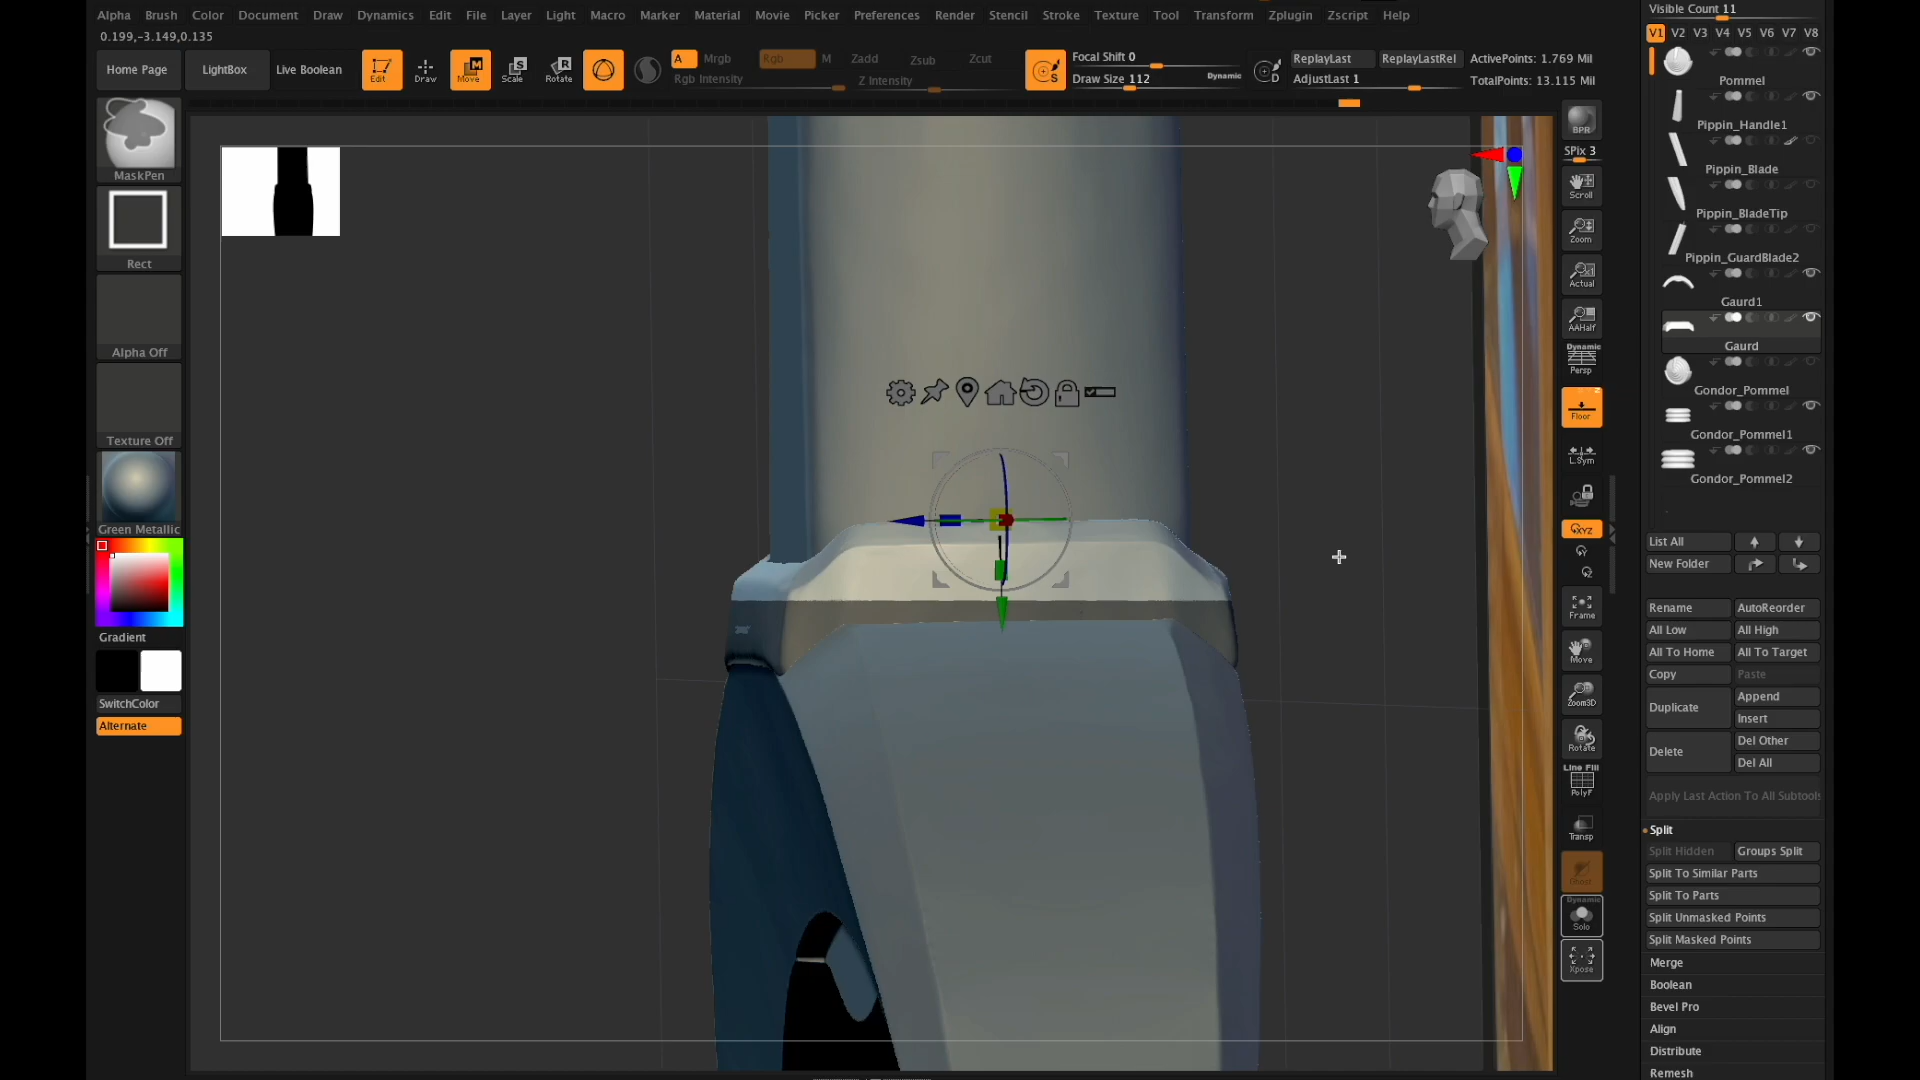 Alpha Brush Color Document Draw Dynamics Edit File Layer Light Macro Marker Material Movie Picker Preferences Render Stencil Stroke Texture Tool Transform Zplugin Zscript Help
0.199,-3.149,0.135
Home Page LightBox Live Boolean Edit Draw Move Scale Rotate
A Mrgb Rgb M Zadd Zsub Zcut
Rgb Intensity Z Intensity
Focal Shift 0
Draw Size 112 Dynamic
ReplayLast ReplayLastRel ActivePoints: 1.769 Mil
AdjustLast 1 TotalPoints: 13.115 Mil
MaskPen
Rect
Alpha Off
Texture Off
Green Metallic
Gradient
SwitchColor
Alternate
BPR
SPix 3
Scroll
Zoom
Actual
AAHalf
Dynamic
Persp
Floor
L.Sym
XYZ
Frame
Move
Zoom3D
Rotate
Line Fill
PolyF
Transp
Ghost
Dynamic
Solo
Xpose
Visible Count 11
V1 V2 V3 V4 V5 V6 V7 V8
Pommel
Pippin_Handle1
Pippin_Blade
Pippin_BladeTip
Pippin_GuardBlade2
Gaurd1
Gaurd
Gondor_Pommel
Gondor_Pommel1
Gondor_Pommel2
List All
New Folder
Rename AutoReorder
All Low All High
All To Home All To Target
Copy Paste
Duplicate Append
Insert
Delete Del Other
Del All
Apply Last Action To All Subtools
Split
Split Hidden Groups Split
Split To Similar Parts
Split To Parts
Split Unmasked Points
Split Masked Points
Merge
Boolean
Bevel Pro
Align
Distribute
Remesh